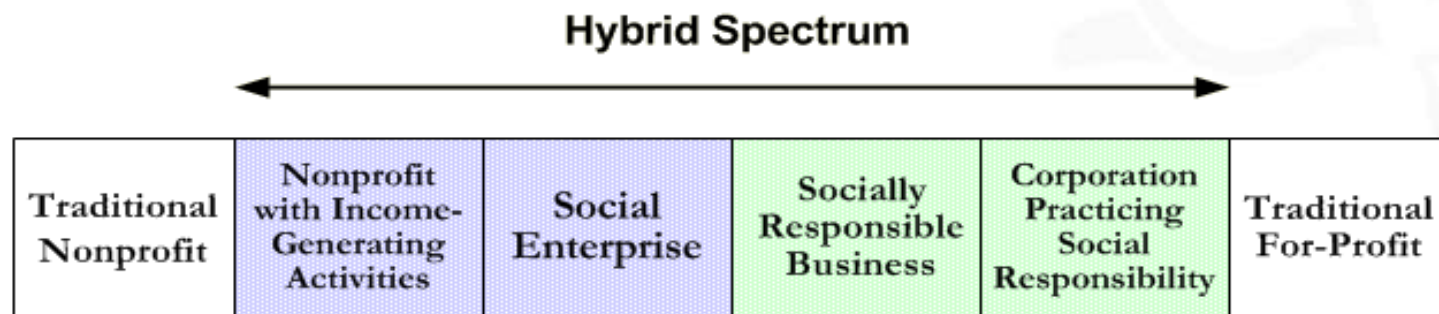 Hybrid Spectrum
Traditional
Nonprofit
Nonprofit
with Income-
Generating
Activities
Social
Enterprise
Socially
Responsible
Business
Corporation
Practicing
Social
Responsibility
Traditional
For-Profit